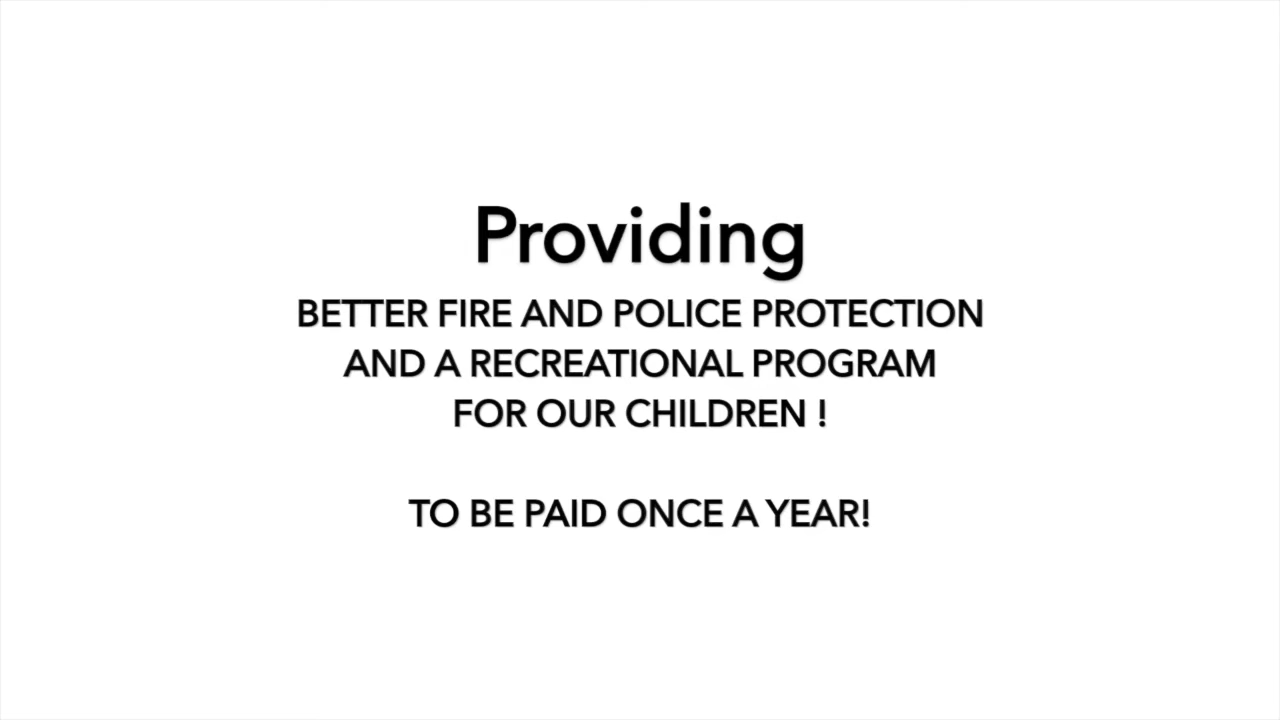 Providing
BETTER FIRE AND POLICE PROTECTION
AND A RECREATIONAL PROGRAM
FOR OUR CHILDREN !
TO BE PAID ONCE A YEAR!